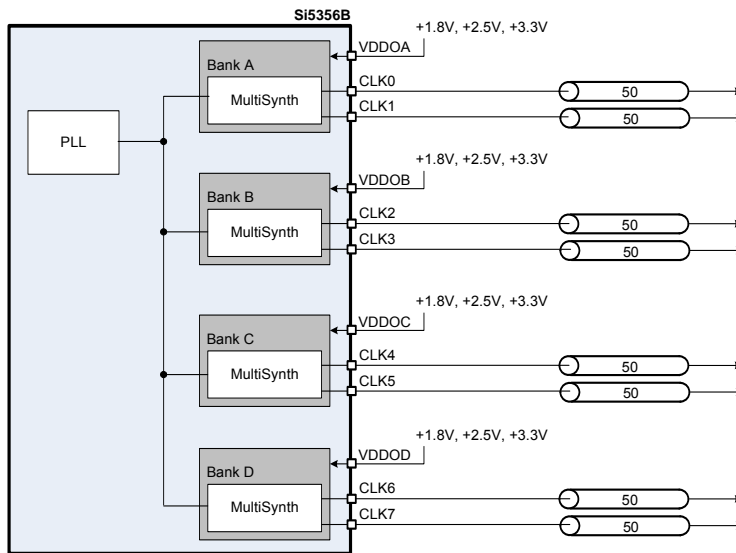 Si5356B
+1.8V, +2.5V, +3.3V
VDDOA
Bank A
MultiSynth
CLK0
50
CLK1
50
PLL
+1.8V, +2.5V, +3.3V
VDDOB
Bank B
MultiSynth
CLK2
50
CLK3
50
+1.8V, +2.5V, +3.3V
VDDOC
Bank C
MultiSynth
CLK4
50
CLK5
50
+1.8V, +2.5V, +3.3V
VDDOD
Bank D
MultiSynth
CLK6
50
CLK7
50